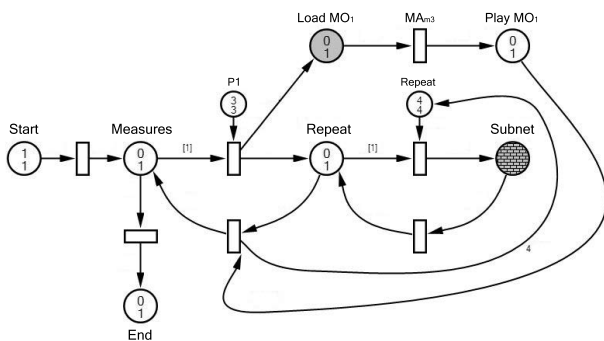 Load MO1
MAm3
Play MO1
0
1
0
1
P1
3
3
Repeat
4
4
Start
Measures
Repeat
Subnet
1
1
0
1
[1]
0
1
[1]
4
0
1
End